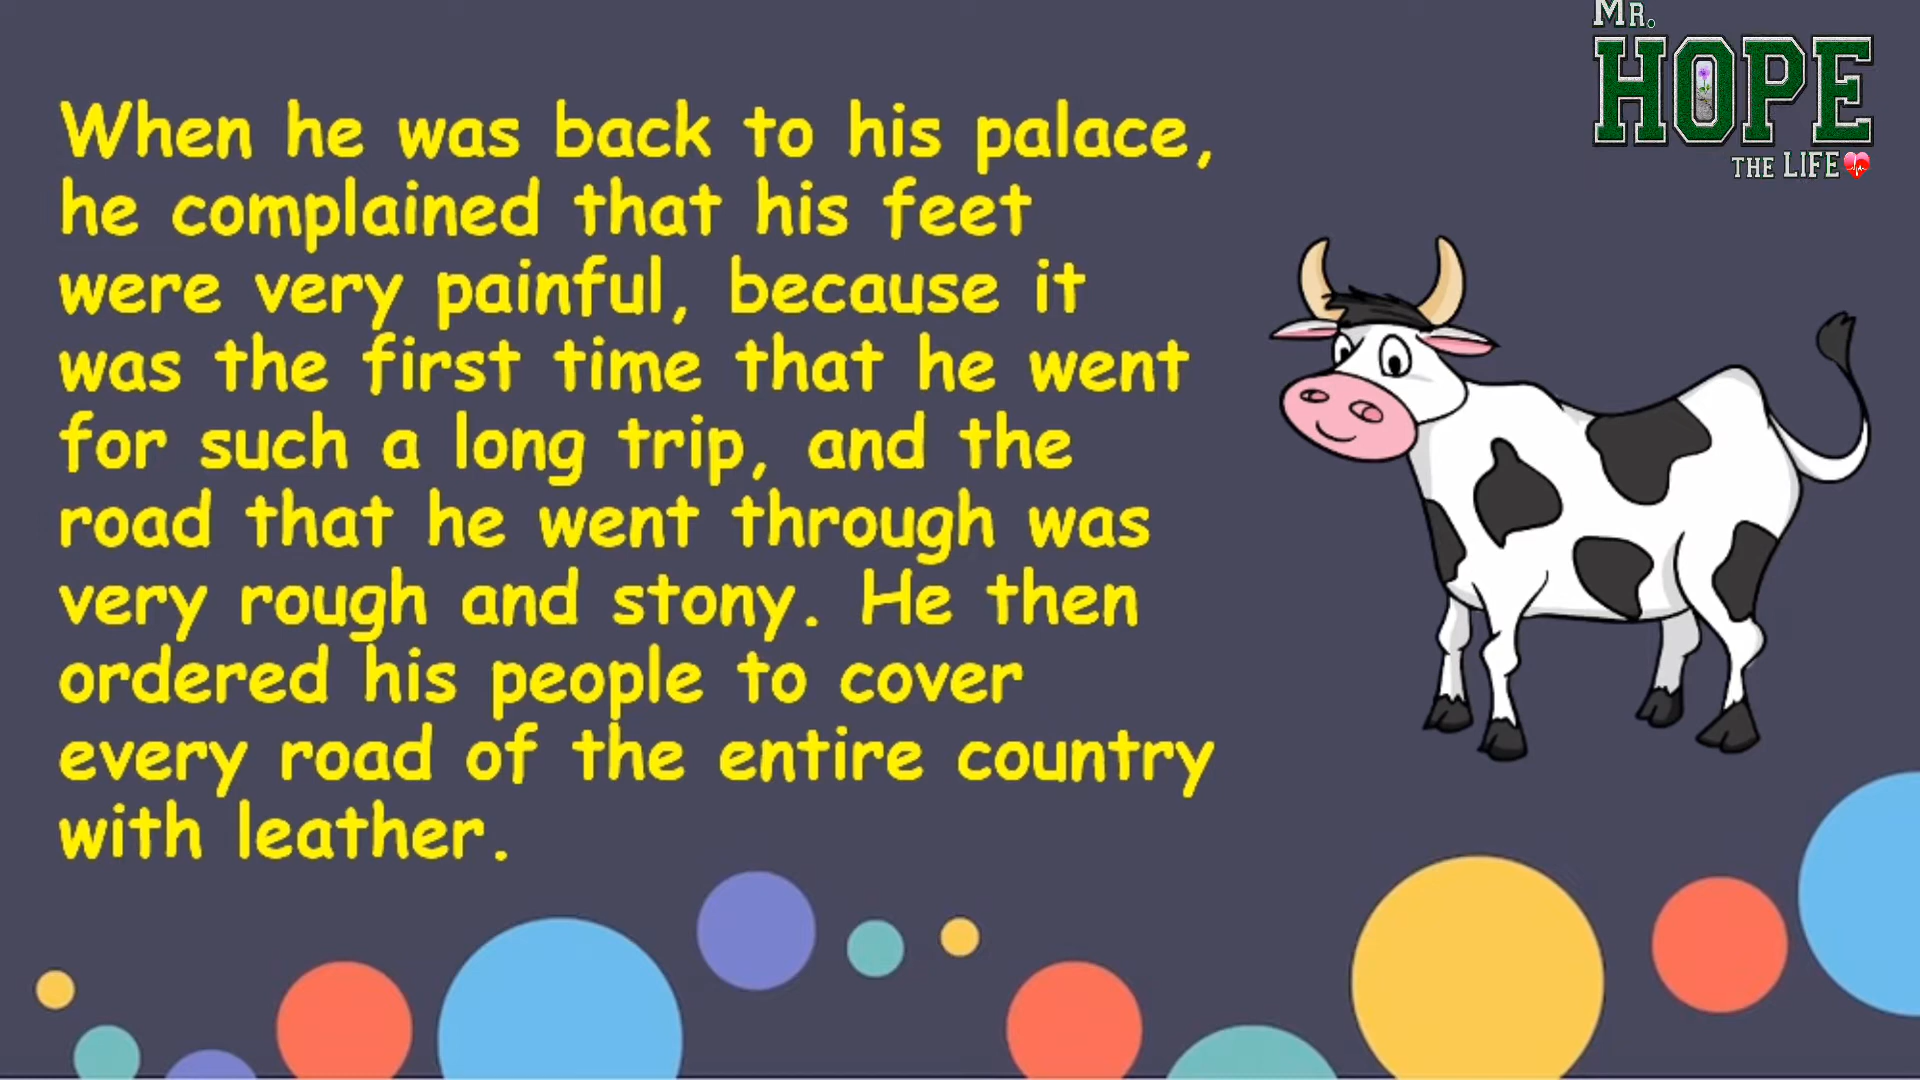 MR.
HOPE
THE LIFE
When he was back to his palace,
he complained that his feet
were very painful, because it
was the first time that he went
for such a long trip, and the
road that he went through was
very rough and stony. He then
ordered his people to cover
every road of the entire country
with leather.